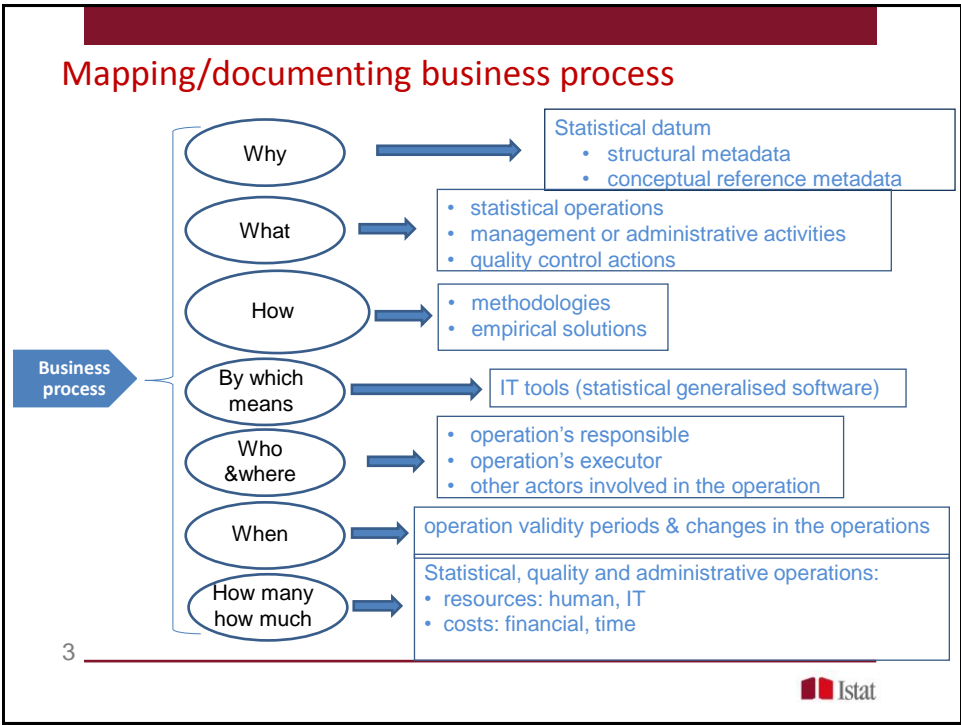 Mapping/documenting business process
Business
process
Why
Statistical datum
• structural metadata
• conceptual reference metadata
What
• statistical operations
• management or administrative activities
• quality control actions
How
• methodologies
• empirical solutions
By which
means
IT tools (statistical generalised software)
Who
&where
• operation’s responsible
• operation’s executor
• other actors involved in the operation
When
operation validity periods & changes in the operations
How many
how much
Statistical, quality and administrative operations:
• resources: human, IT
• costs: financial, time
3
Istat